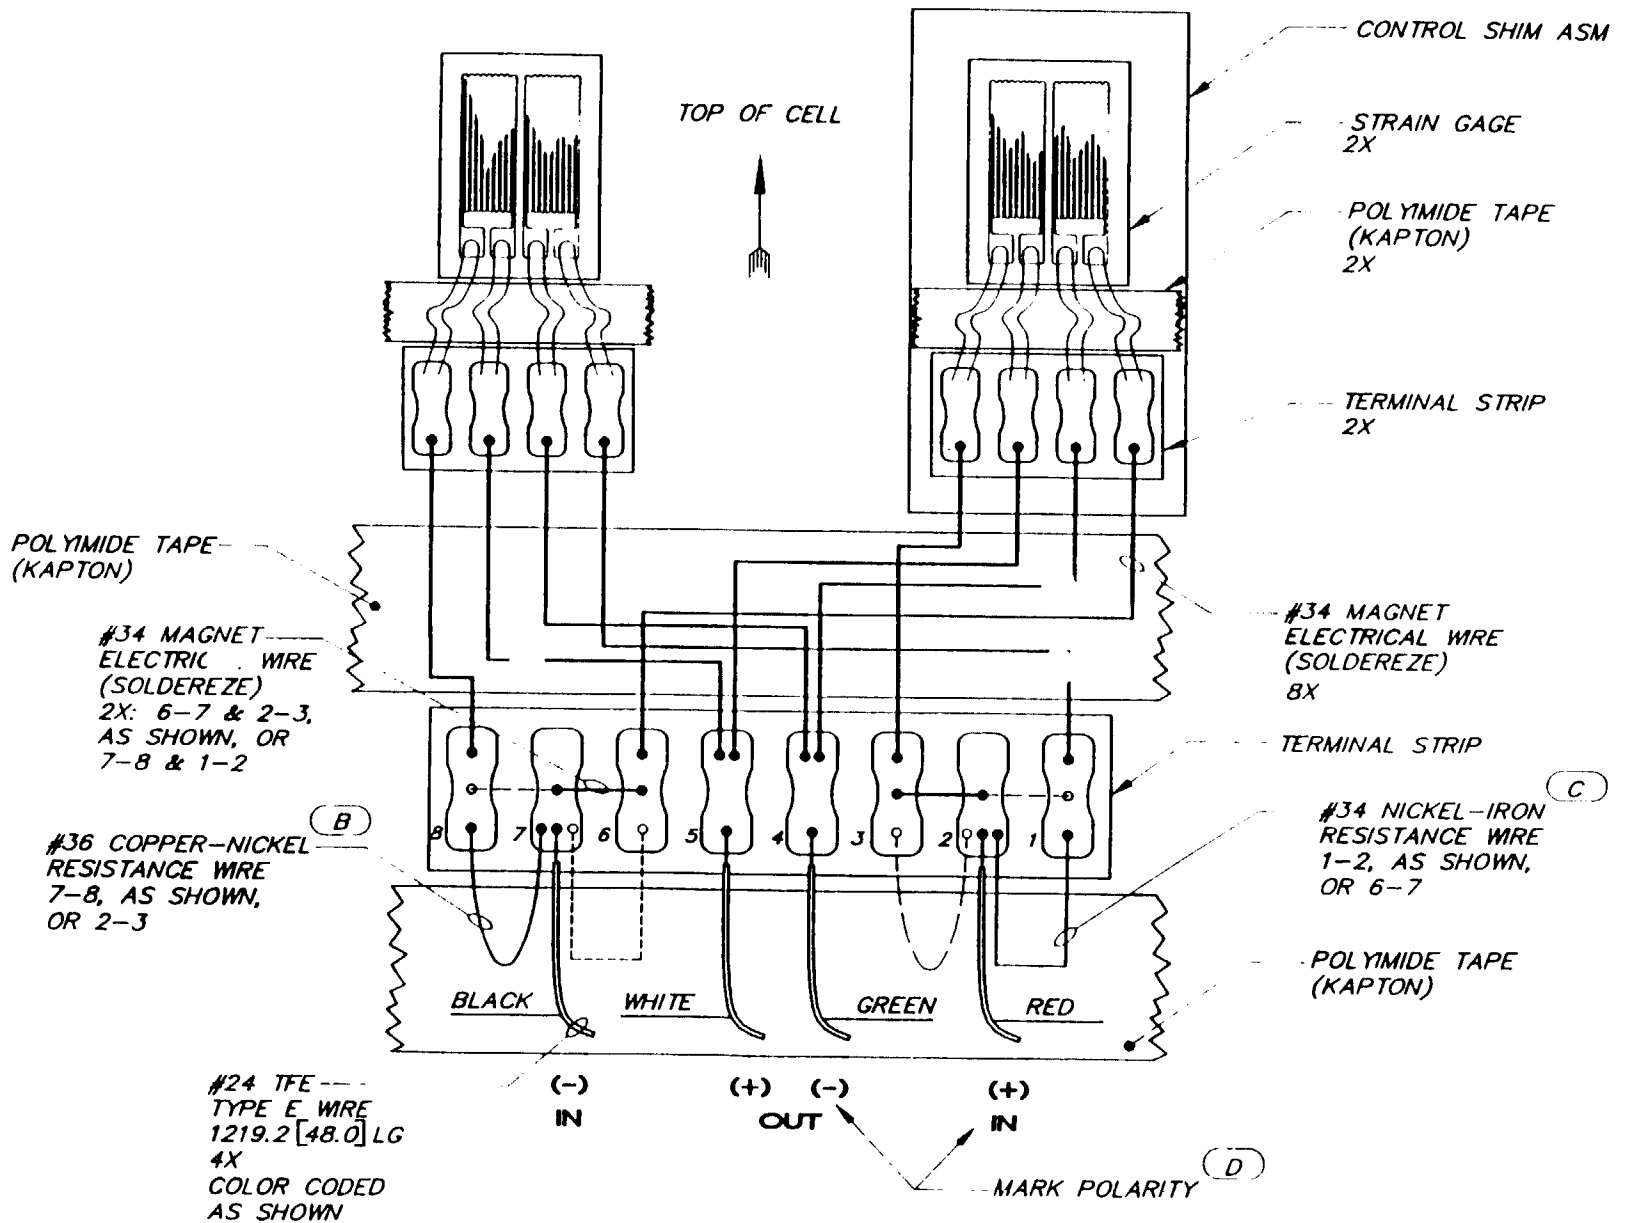 CONTROL SHIM ASM
TOP OF CELL
STRAIN GAGE
2X
POLYIMIDE TAPE
(KAPTON)
2X
TERMINAL STRIP
2X
POLYIMIDE TAPE
(KAPTON)
#34 MAGNET
ELECTRIC . WIRE
(SOLDEREZE)
2X: 6-7 & 2-3,
AS SHOWN, OR
7-8 & 1-2
#34 MAGNET
ELECTRICAL WIRE
(SOLDEREZE)
8X
TERMINAL STRIP
B
#36 COPPER-NICKEL
RESISTANCE WIRE
7-8, AS SHOWN,
OR 2-3
8 7 6 5 4 3 2 1
C
#34 NICKEL-IRON
RESISTANCE WIRE
1-2, AS SHOWN,
OR 6-7
POLYIMIDE TAPE
(KAPTON)
BLACK WHITE GREEN RED
#24 TFE
TYPE E WIRE
1219.2 [48.0] LG
4X
COLOR CODED
AS SHOWN
(-) (+) (-) (+)
IN OUT IN
MARK POLARITY D